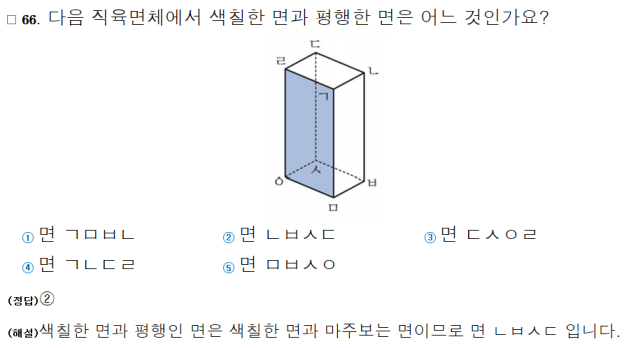 □ 66. 다음 직육면체에서 색칠한 면과 평행한 면은 어느 것인가요?
ㄷ
ㄹ
ㄴ
ㄱ
ㅅ
ㅇ
ㅂ
ㅁ
① 면 ㄱㅁㅂㄴ ② 면 ㄴㅂㅅㄷ ③ 면 ㄷㅅㅇㄹ
④ 면 ㄱㄴㄷㄹ ⑤ 면 ㅁㅂㅅㅇ
(정답)②
(해설)색칠한 면과 평행인 면은 색칠한 면과 마주보는 면이므로 면 ㄴㅂㅅㄷ 입니다.